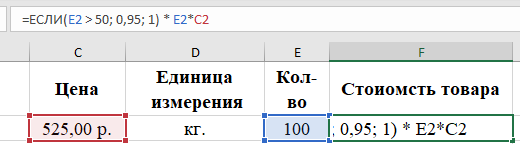 =ЕСЛИ(E2 > 50; 0,95; 1) * E2*C2
C D E F
Цена Единица измерения Кол-во Стоиомсть товара
525,00 р. кг. 100 ; 0,95; 1) * E2*C2